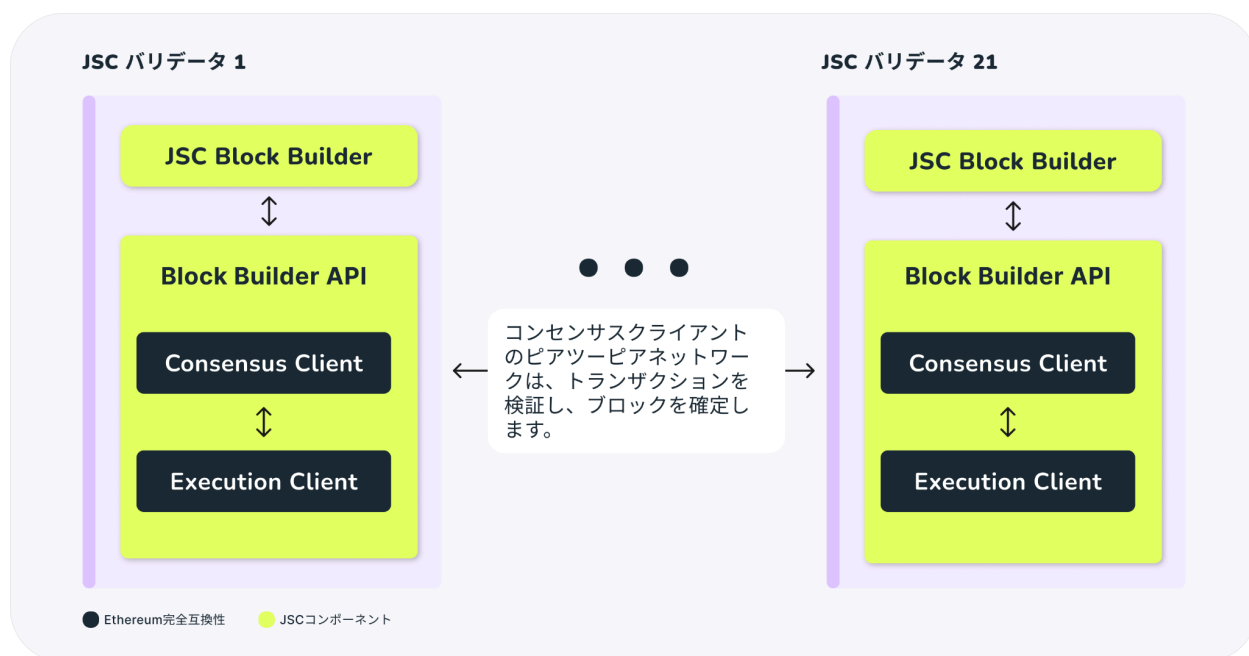 JSC バリデータ 1
JSC Block Builder
Block Builder API
Consensus Client
Execution Client
コンセンサスクライアント
のピアツーピアネットワー
クは、トランザクションを
検証し、ブロックを確定し
ます。
JSC バリデータ 21
JSC Block Builder
Block Builder API
Consensus Client
Execution Client
Ethereum完全互換性
JSCコンポーネント